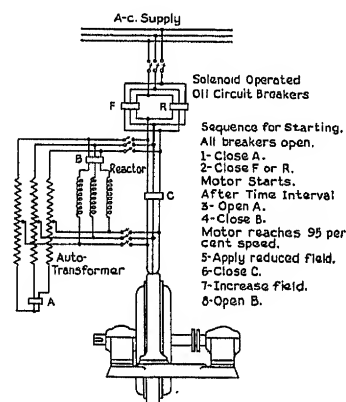 A-c. Supply
Solenoid Operated
Oil Circuit Breakers
F
R
Sequence for Starting.
All breakers open.
1- Close A.
2- Close F or R.
Motor Starts.
After Time Interval
3- Open A.
4- Close B.
Motor reaches 95 per
cent speed.
5- Apply reduced field.
6- Close C.
7- Increase field.
8- Open B.
B
Reactor
C
Auto-
Transformer
A